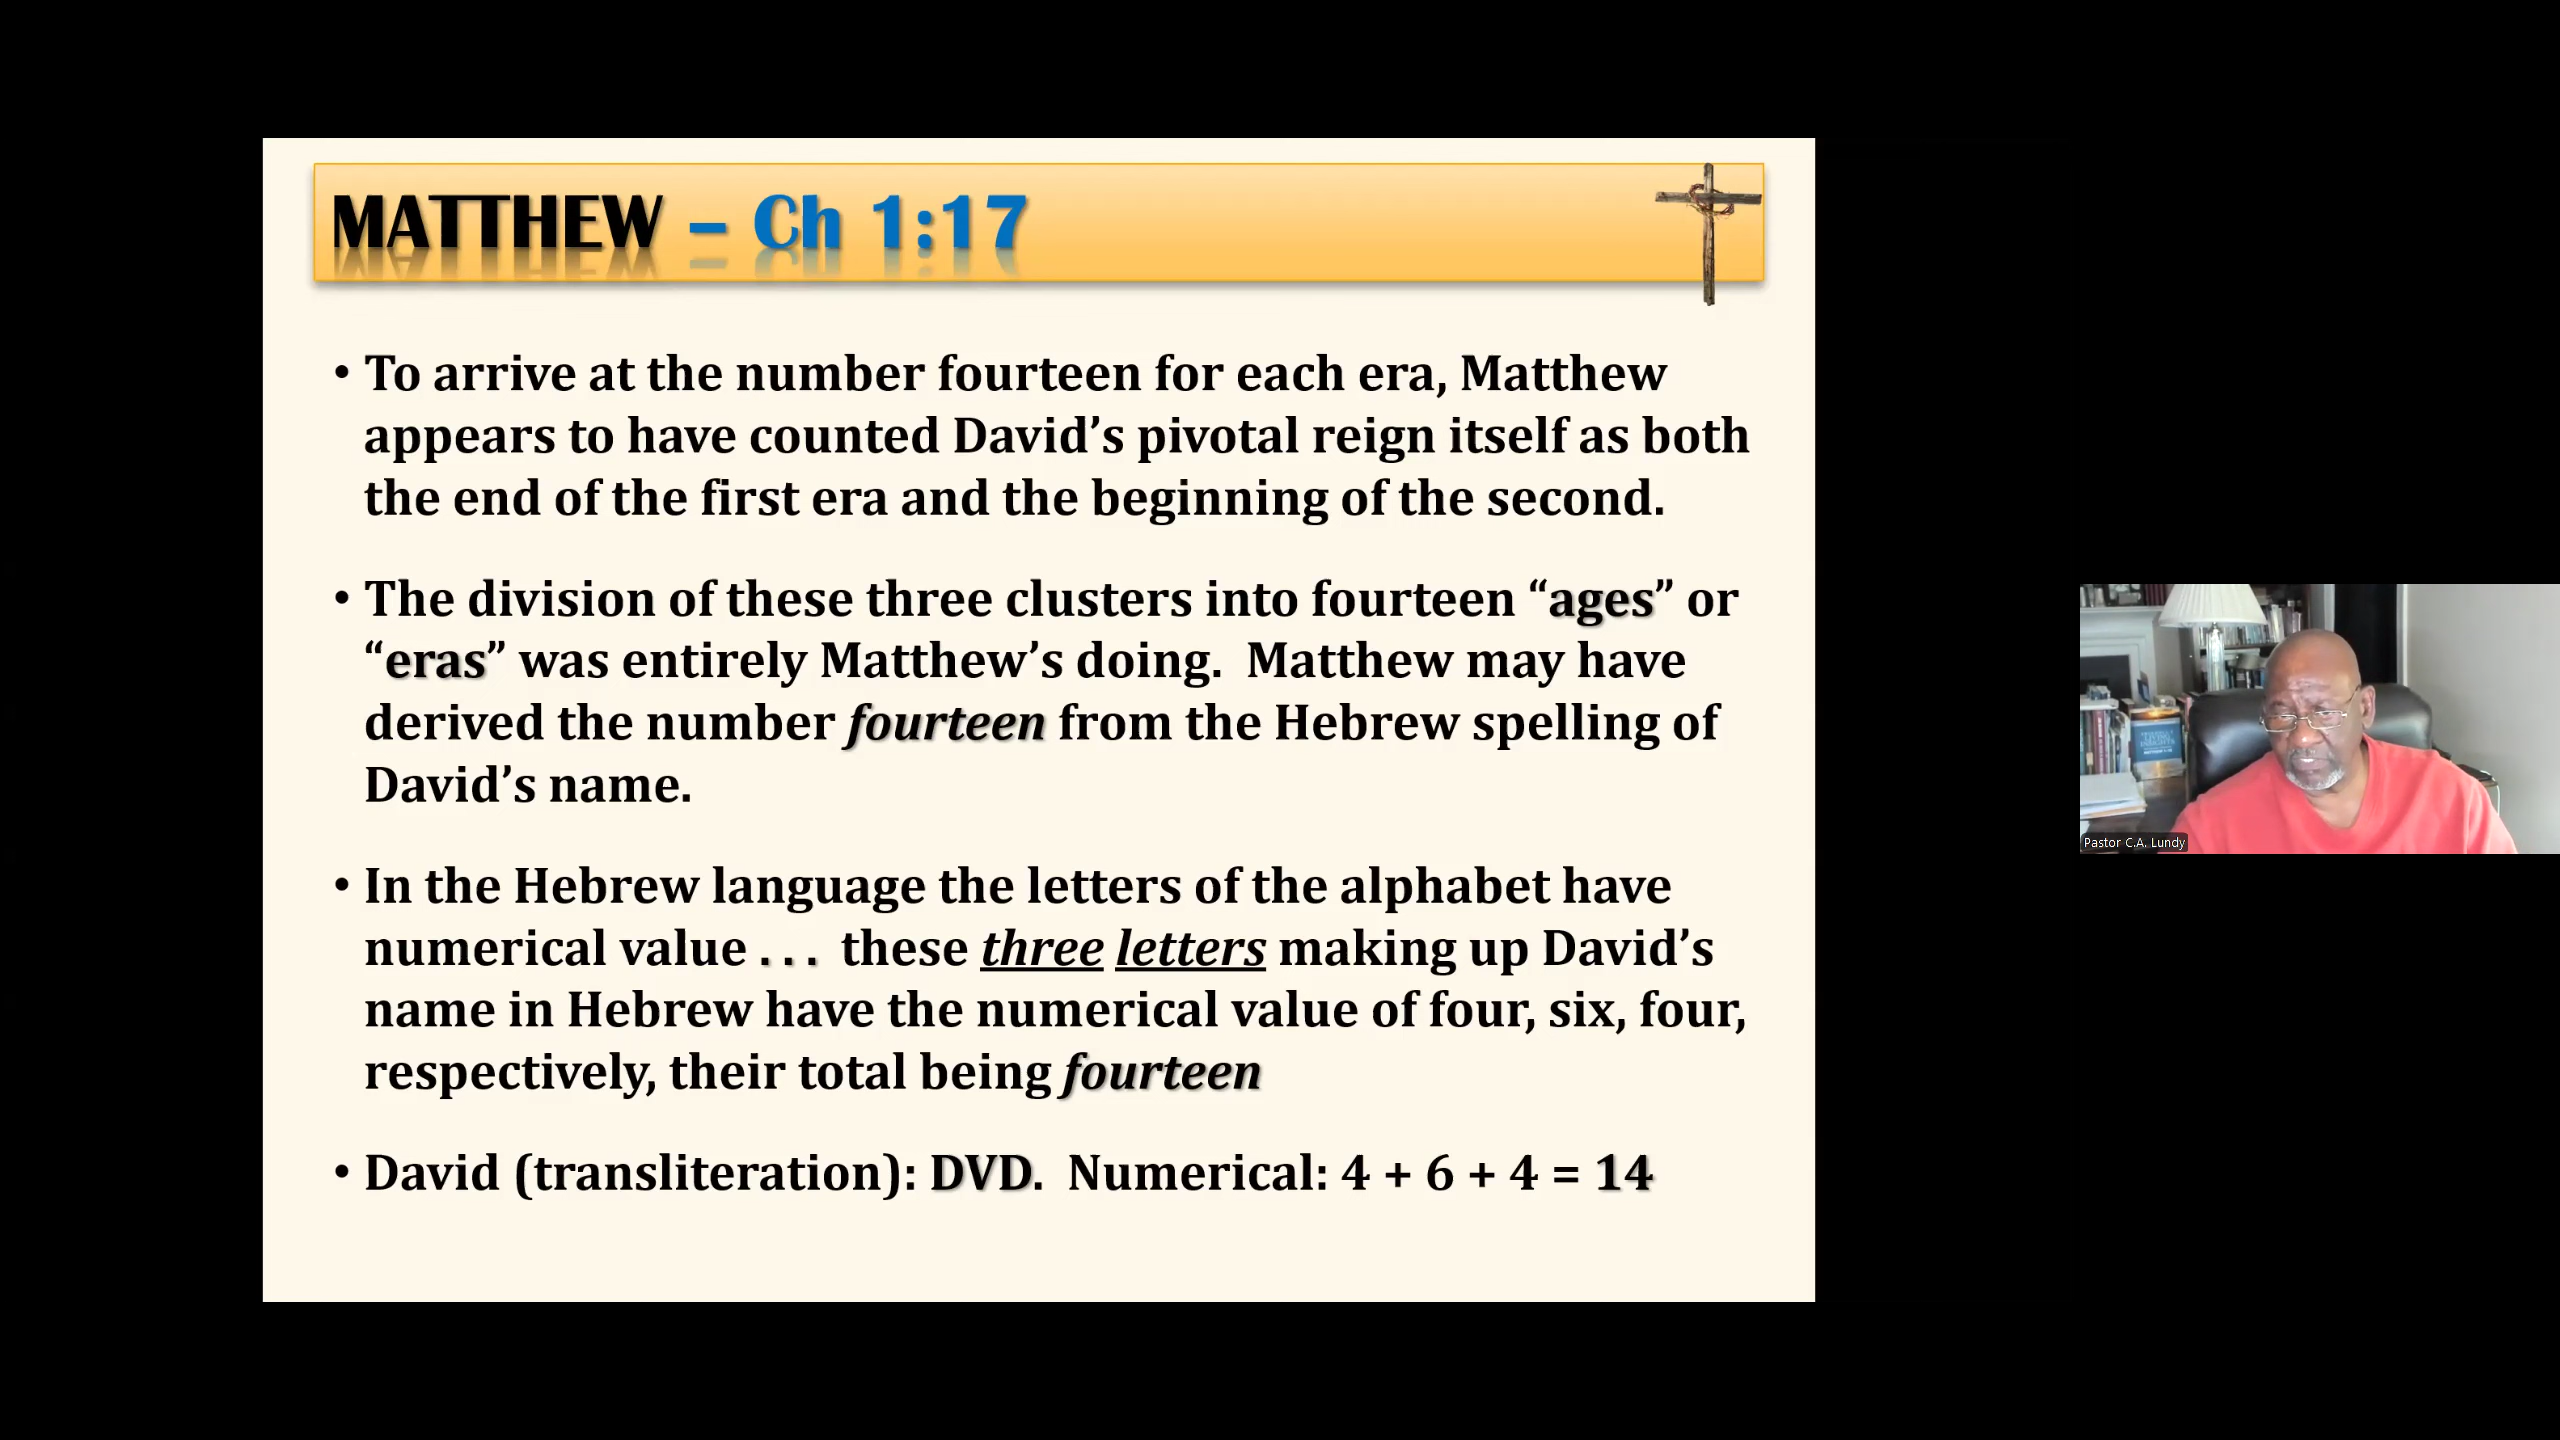 MATTHEW – Ch 1:17
• To arrive at the number fourteen for each era, Matthew
appears to have counted David’s pivotal reign itself as both
the end of the first era and the beginning of the second.
• The division of these three clusters into fourteen “ages” or
“eras” was entirely Matthew’s doing.  Matthew may have
derived the number fourteen from the Hebrew spelling of
David’s name.
• In the Hebrew language the letters of the alphabet have
numerical value . . .  these three letters making up David’s
name in Hebrew have the numerical value of four, six, four,
respectively, their total being fourteen
• David (transliteration): DVD.  Numerical: 4 + 6 + 4 = 14
Pastor C.A. Lundy